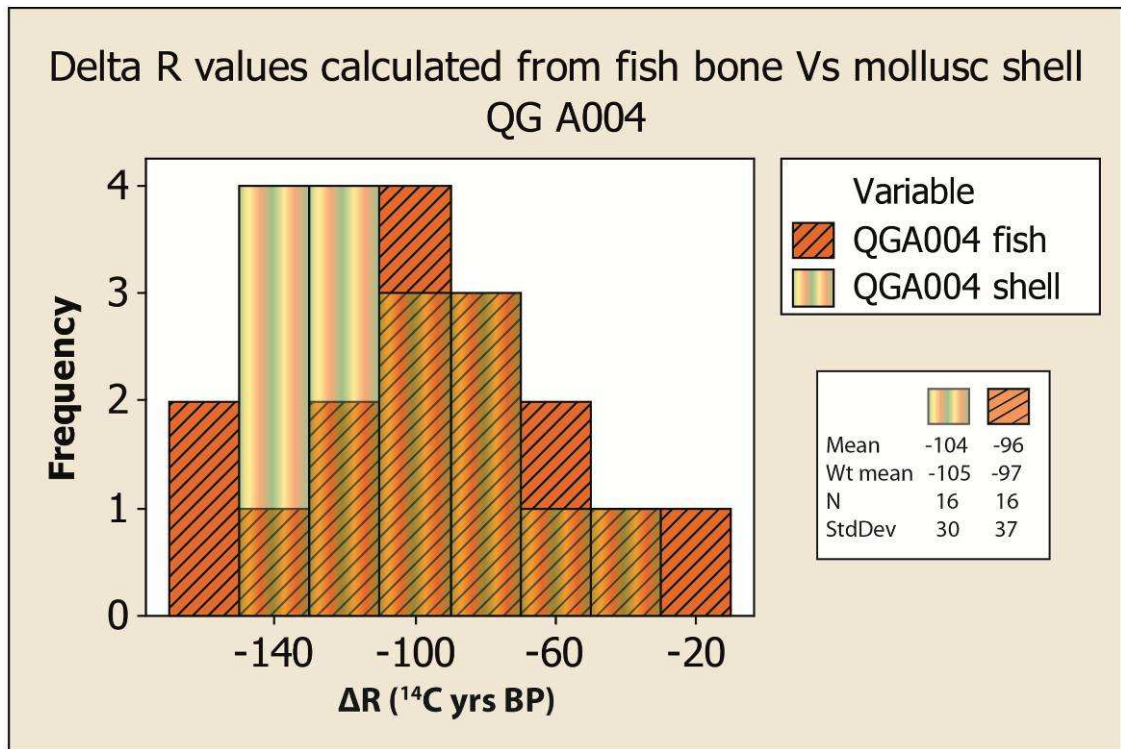 Delta R values calculated from fish bone Vs mollusc shell
QG A004
Frequency
4
3
2
1
0
-140 -100 -60 -20
ΔR (¹⁴C yrs BP)
Variable
QGA004 fish
QGA004 shell
Mean -104 -96
Wt mean -105 -97
N 16 16
StdDev 30 37